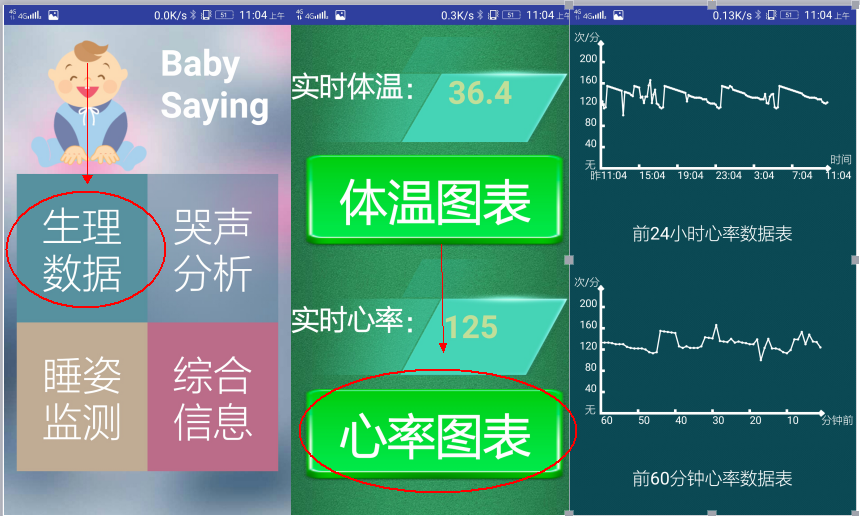 4G 4G 0.0K/s 51 11:04 上午
Baby
Saying
生理
数据
哭声
分析
睡姿
监测
综合
信息
4G 4G 0.3K/s 51 11:04 上午
实时体温: 36.4
体温图表
实时心率: 125
心率图表
4G 4G 0.13K/s 51 11:04 上午
次/分
200
160
120
80
40
无
时间
昨11:04 15:04 19:04 23:04 3:04 7:04 11:04
前24小时心率数据表
次/分
200
160
120
80
40
无
60 50 40 30 20 10 分钟前
前60分钟心率数据表